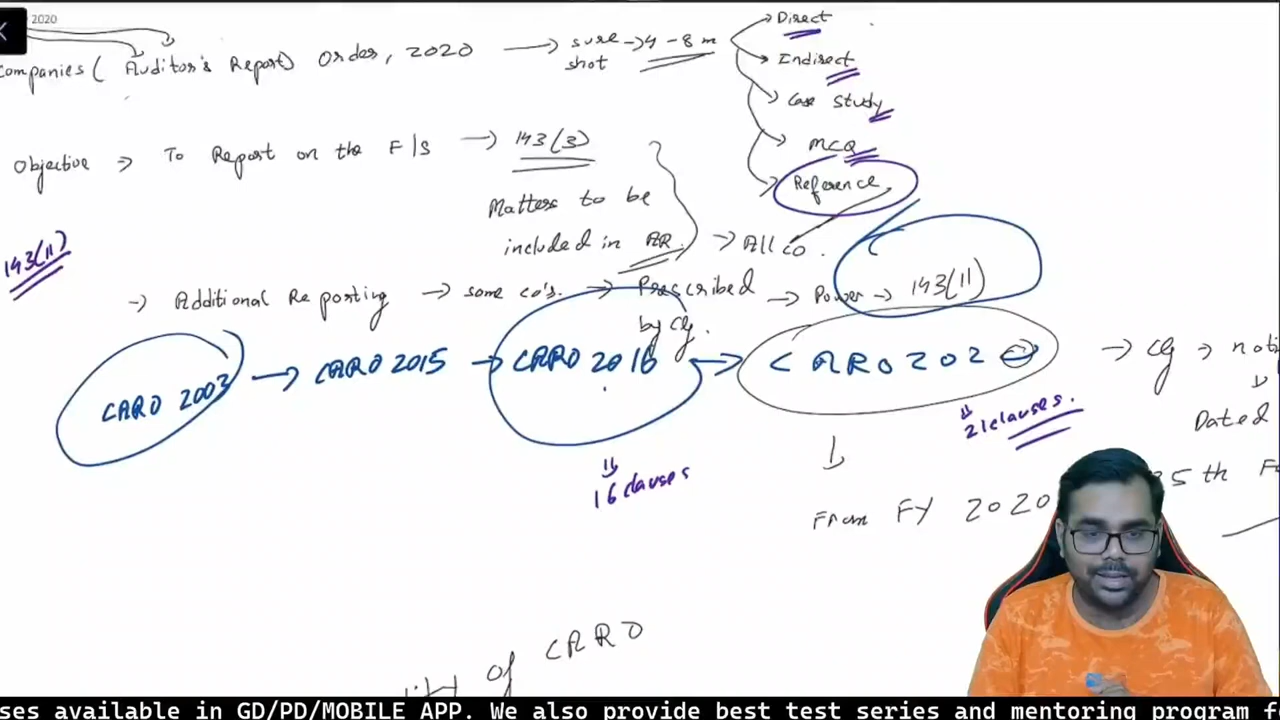 2020
Companies (Auditor's Report) Order, 2020 → sure shot → 4-8 m
Direct
Indirect
Case study
MCQ
Reference
Objective → To Report on the F/S → 143(3)
Matters to be
included in AR. → All co.
143(11)
→ Additional Reporting → some co's. → Prescribed by CG. → Power → 143(11)
CARO 2003 → CARO 2015 → CARO 2016 → CARO 2020 → CG →
16 clauses
21 clauses.
Dated
From FY 2020
5th
of CARO
ses available in GD/PD/MOBILE APP. We also provide best test series and mentoring program f